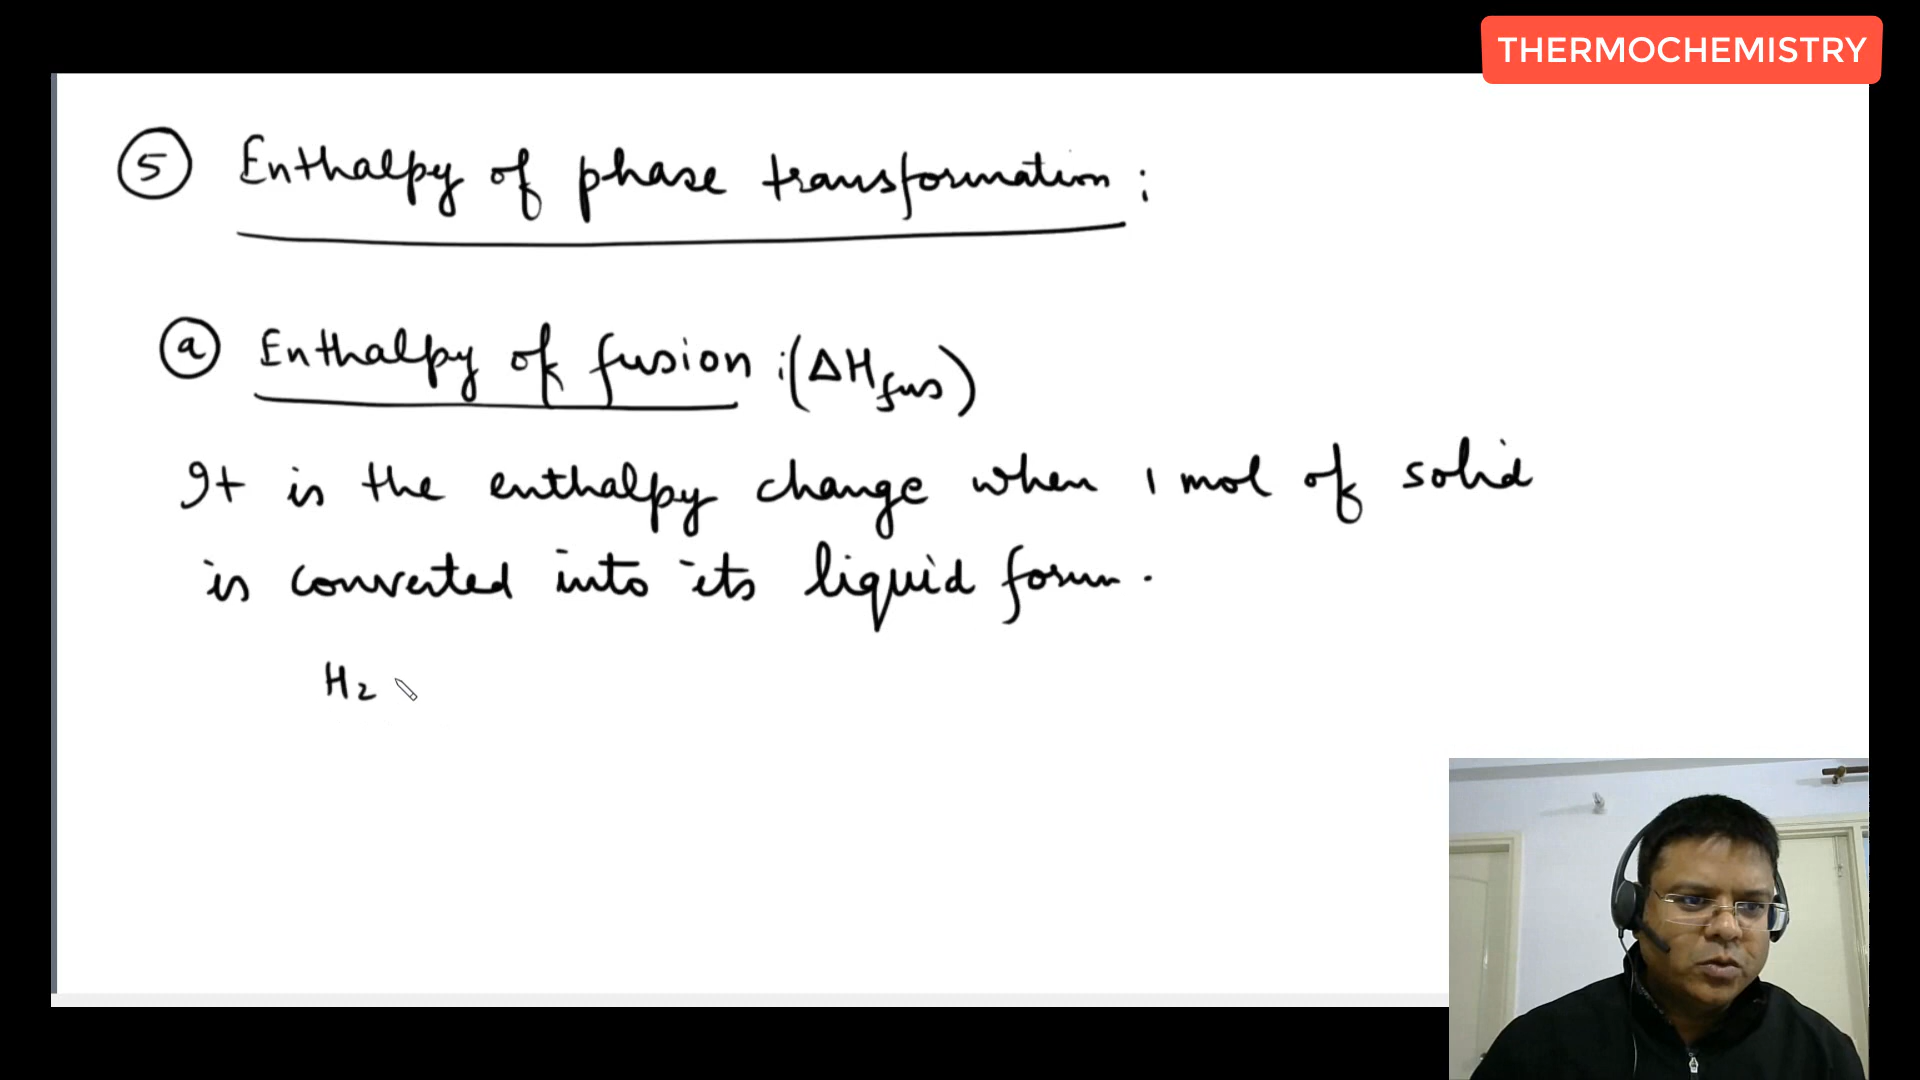 THERMOCHEMISTRY
5 Enthalpy of phase transformation :
a Enthalpy of fusion : (ΔHfus)
It is the enthalpy change when 1 mol of solid
is converted into its liquid form.
H2